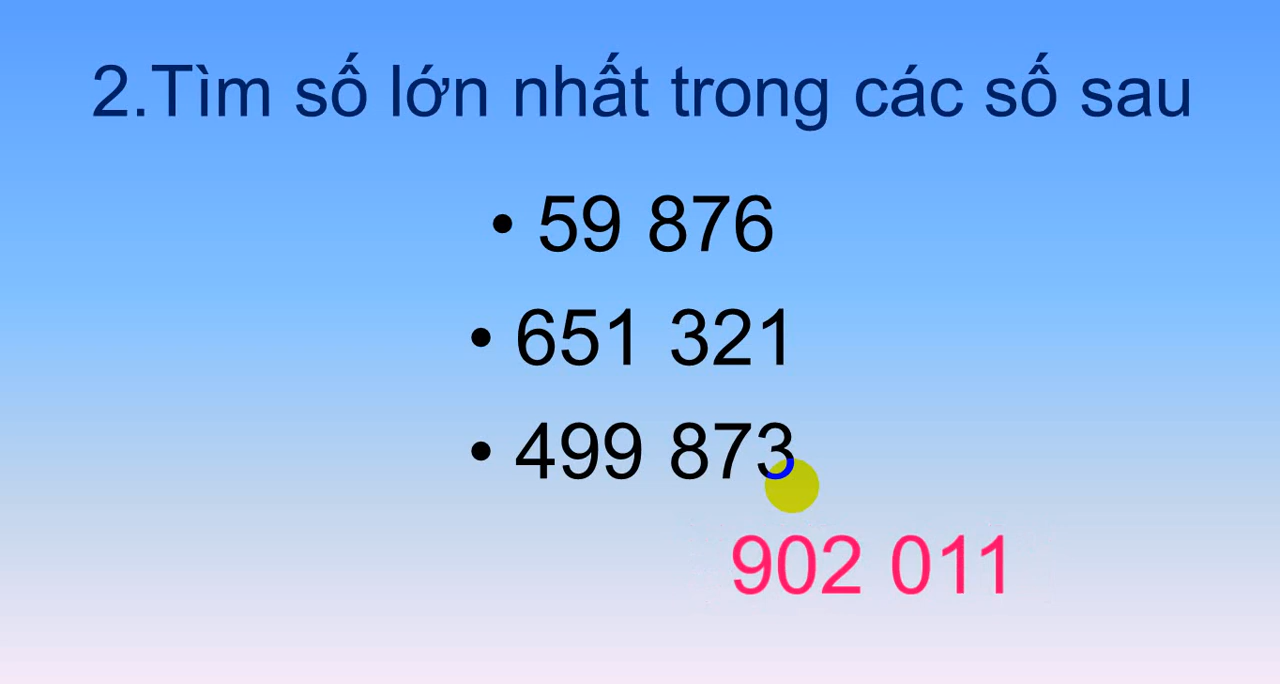 2.Tìm số lớn nhất trong các số sau
• 59 876
• 651 321
• 499 873
902 011